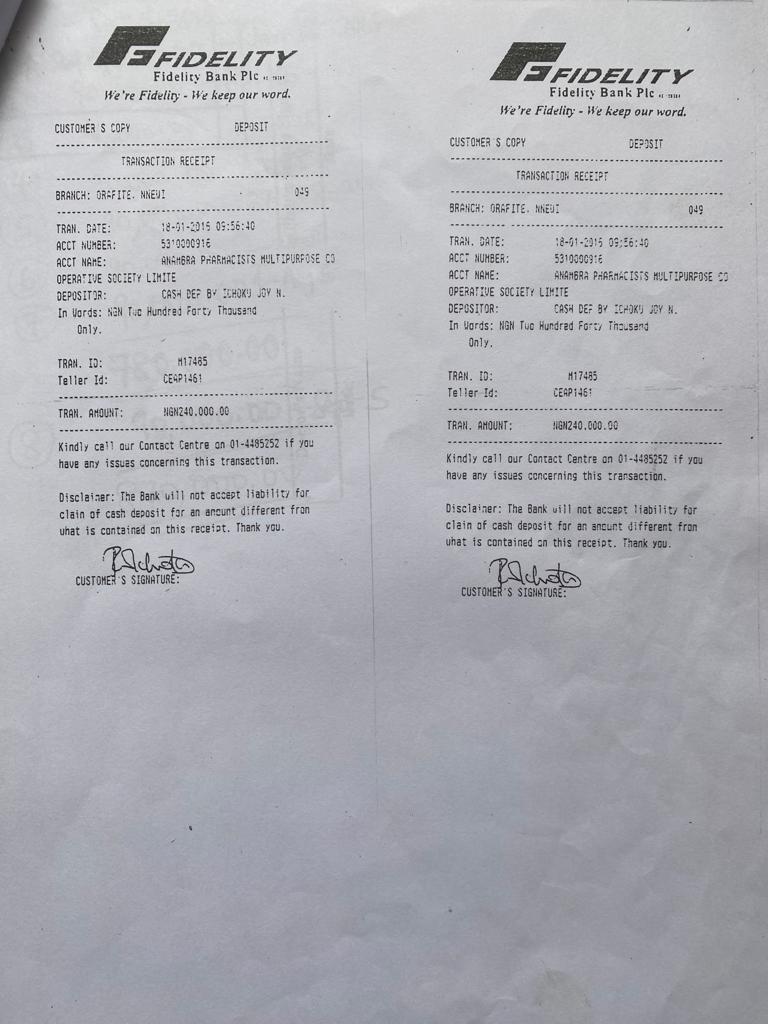 FIDELITY
Fidelity Bank Plc
We're Fidelity - We keep our word.
CUSTOMER'S COPY DEPOSIT
TRANSACTION RECEIPT
BRANCH: ORAFITE, NNEWI 049
TRAN. DATE: 18-01-2016 09:56:40
ACCT NUMBER: 5310000916
ACCT NAME: ANAMBRA PHARMACISTS MULTIPURPOSE CO
OPERATIVE SOCIETY LIMITE
DEPOSITOR: CASH DEP BY ICHOKU JOY N.
In Words: NGN Two Hundred Forty Thousand
Only.
TRAN. ID: M17485
Teller Id: CEAP1461
TRAN. AMOUNT: NGN240,000.00
Kindly call our Contact Centre on 01-4485252 if you
have any issues concerning this transaction.
Disclaimer: The Bank will not accept liability for
claim of cash deposit for an amount different from
what is contained on this receipt. Thank you.
CUSTOMER'S SIGNATURE:
FIDELITY
Fidelity Bank Plc
We're Fidelity - We keep our word.
CUSTOMER'S COPY DEPOSIT
TRANSACTION RECEIPT
BRANCH: ORAFITE, NNEWI 049
TRAN. DATE: 18-01-2016 09:56:40
ACCT NUMBER: 5310000916
ACCT NAME: ANAMBRA PHARMACISTS MULTIPURPOSE CO
OPERATIVE SOCIETY LIMITE
DEPOSITOR: CASH DEP BY ICHOKU JOY N.
In Words: NGN Two Hundred Forty Thousand
Only.
TRAN. ID: M17485
Teller Id: CEAP1461
TRAN. AMOUNT: NGN240,000.00
Kindly call our Contact Centre on 01-4485252 if you
have any issues concerning this transaction.
Disclaimer: The Bank will not accept liability for
claim of cash deposit for an amount different from
what is contained on this receipt. Thank you.
CUSTOMER'S SIGNATURE: